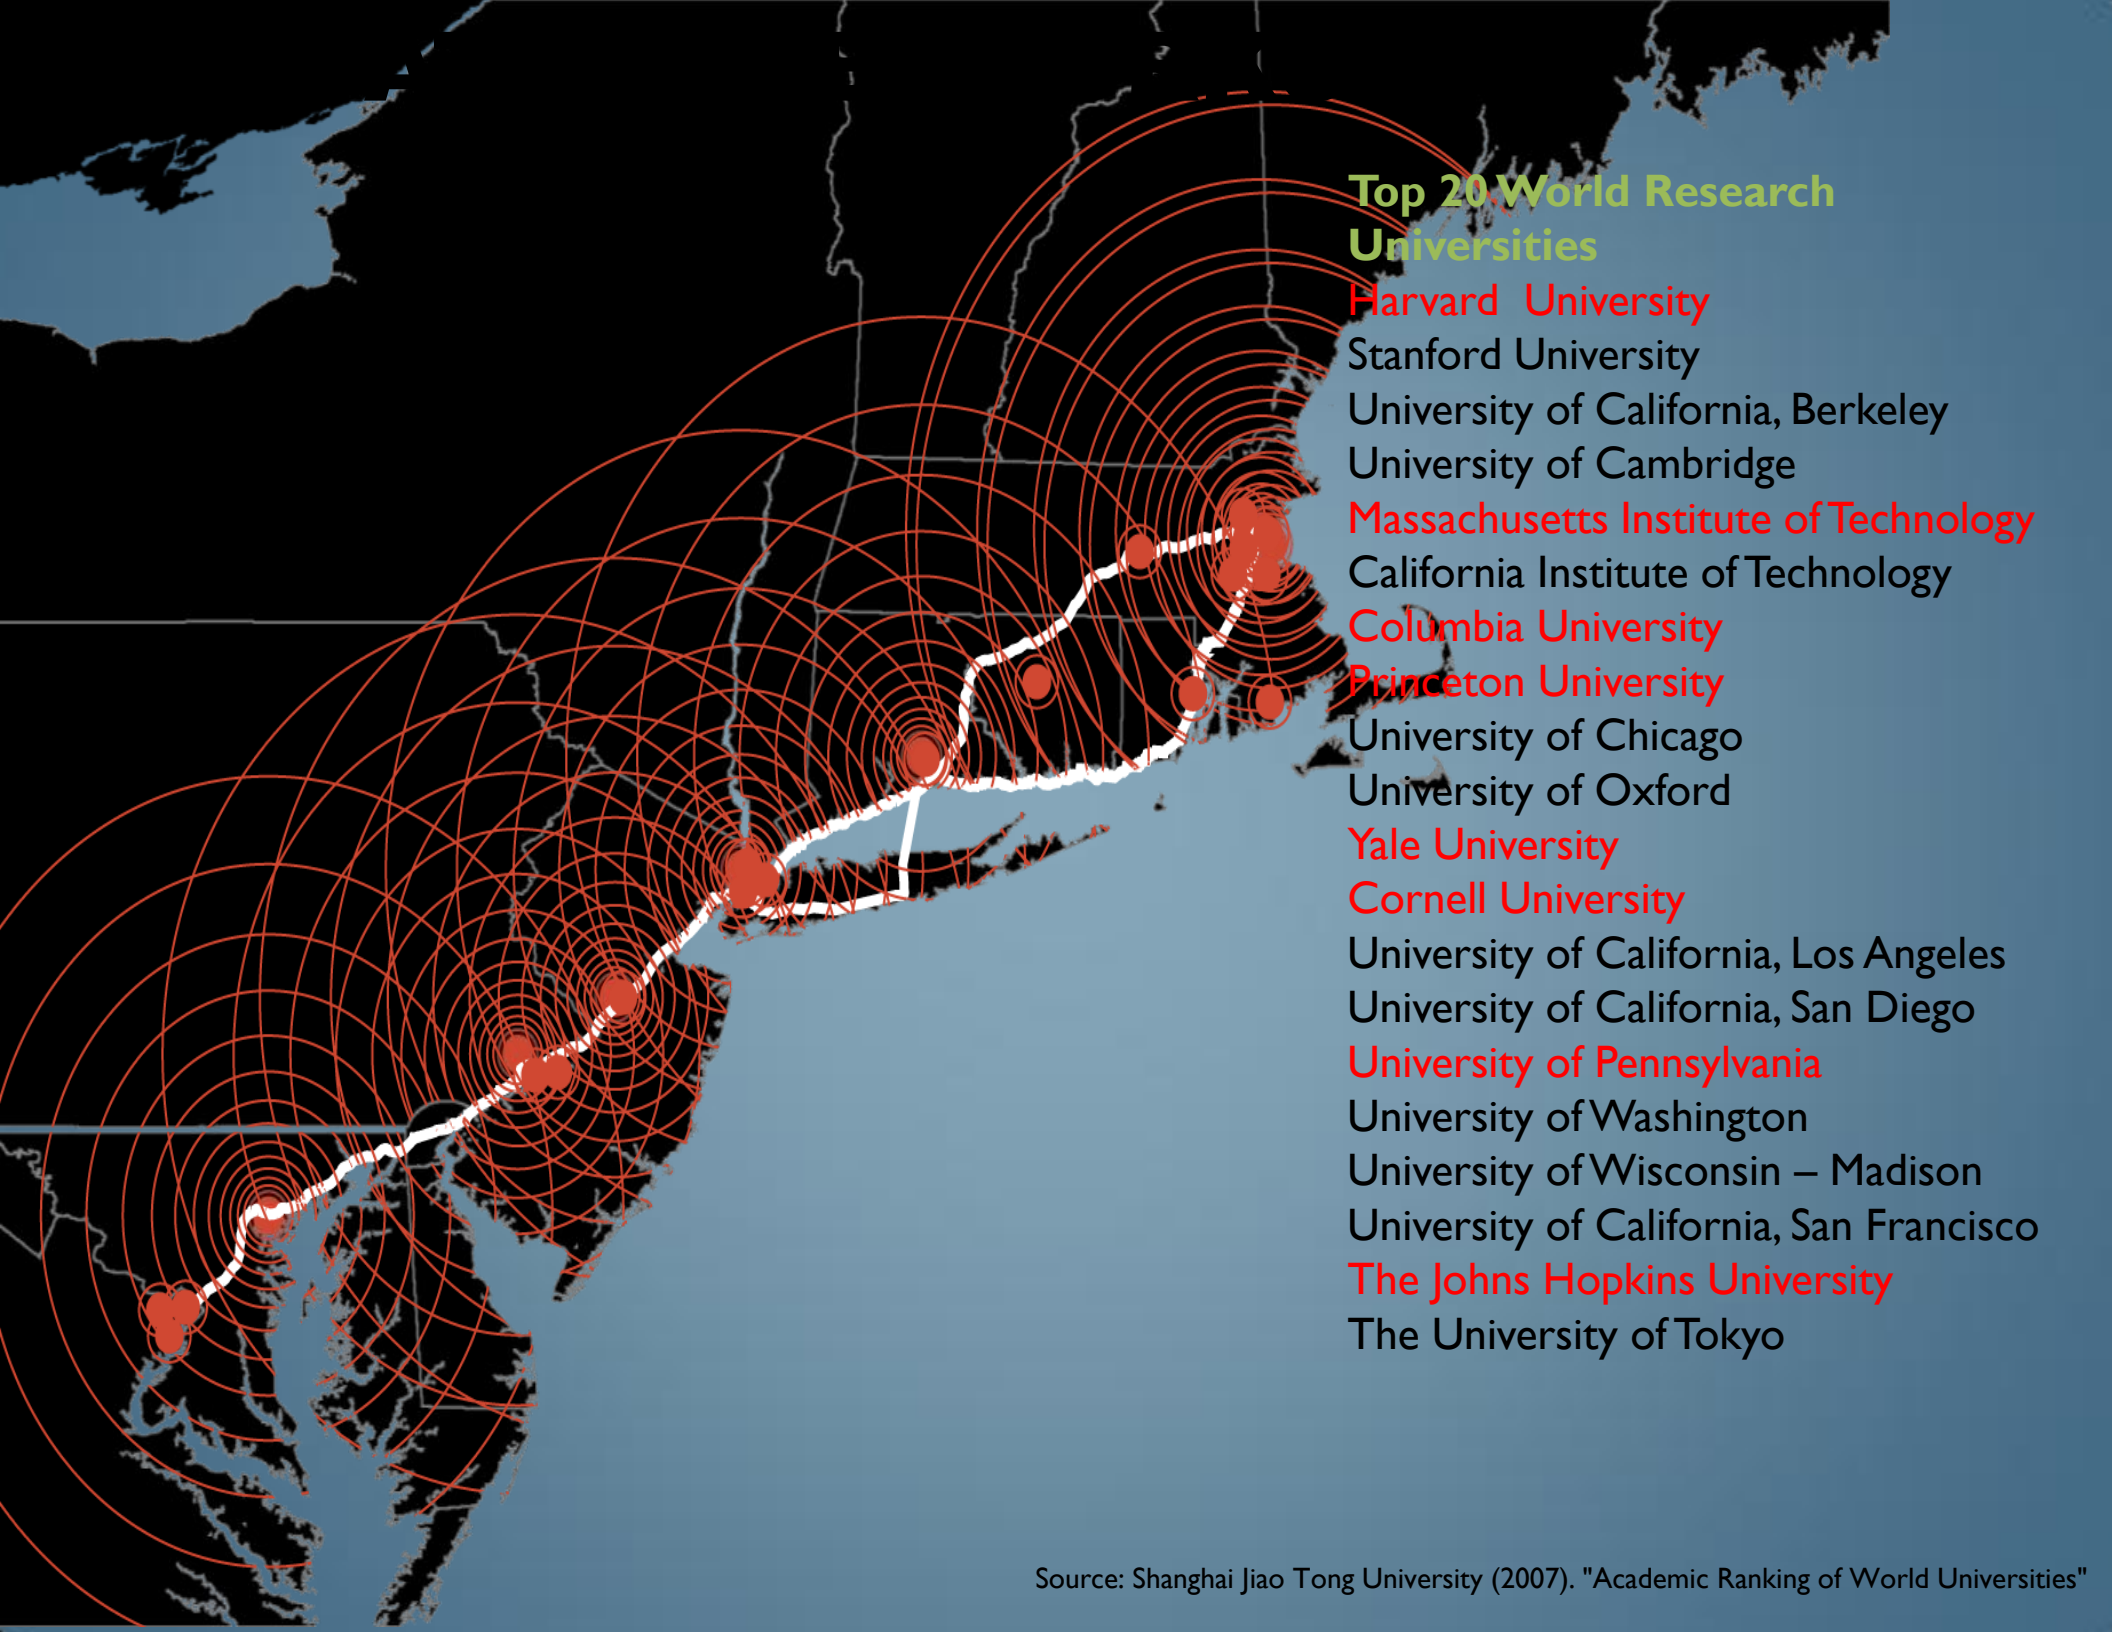 Top 20 World Research
Universities
Harvard  University
Stanford University
University of California, Berkeley
University of Cambridge
Massachusetts Institute of Technology
California Institute of Technology
Columbia University
Princeton University
University of Chicago
University of Oxford
Yale University
Cornell University
University of California, Los Angeles
University of California, San Diego
University of Pennsylvania
University of Washington
University of Wisconsin – Madison
University of California, San Francisco
The Johns Hopkins University
The University of Tokyo
Source: Shanghai Jiao Tong University (2007). "Academic Ranking of World Universities"